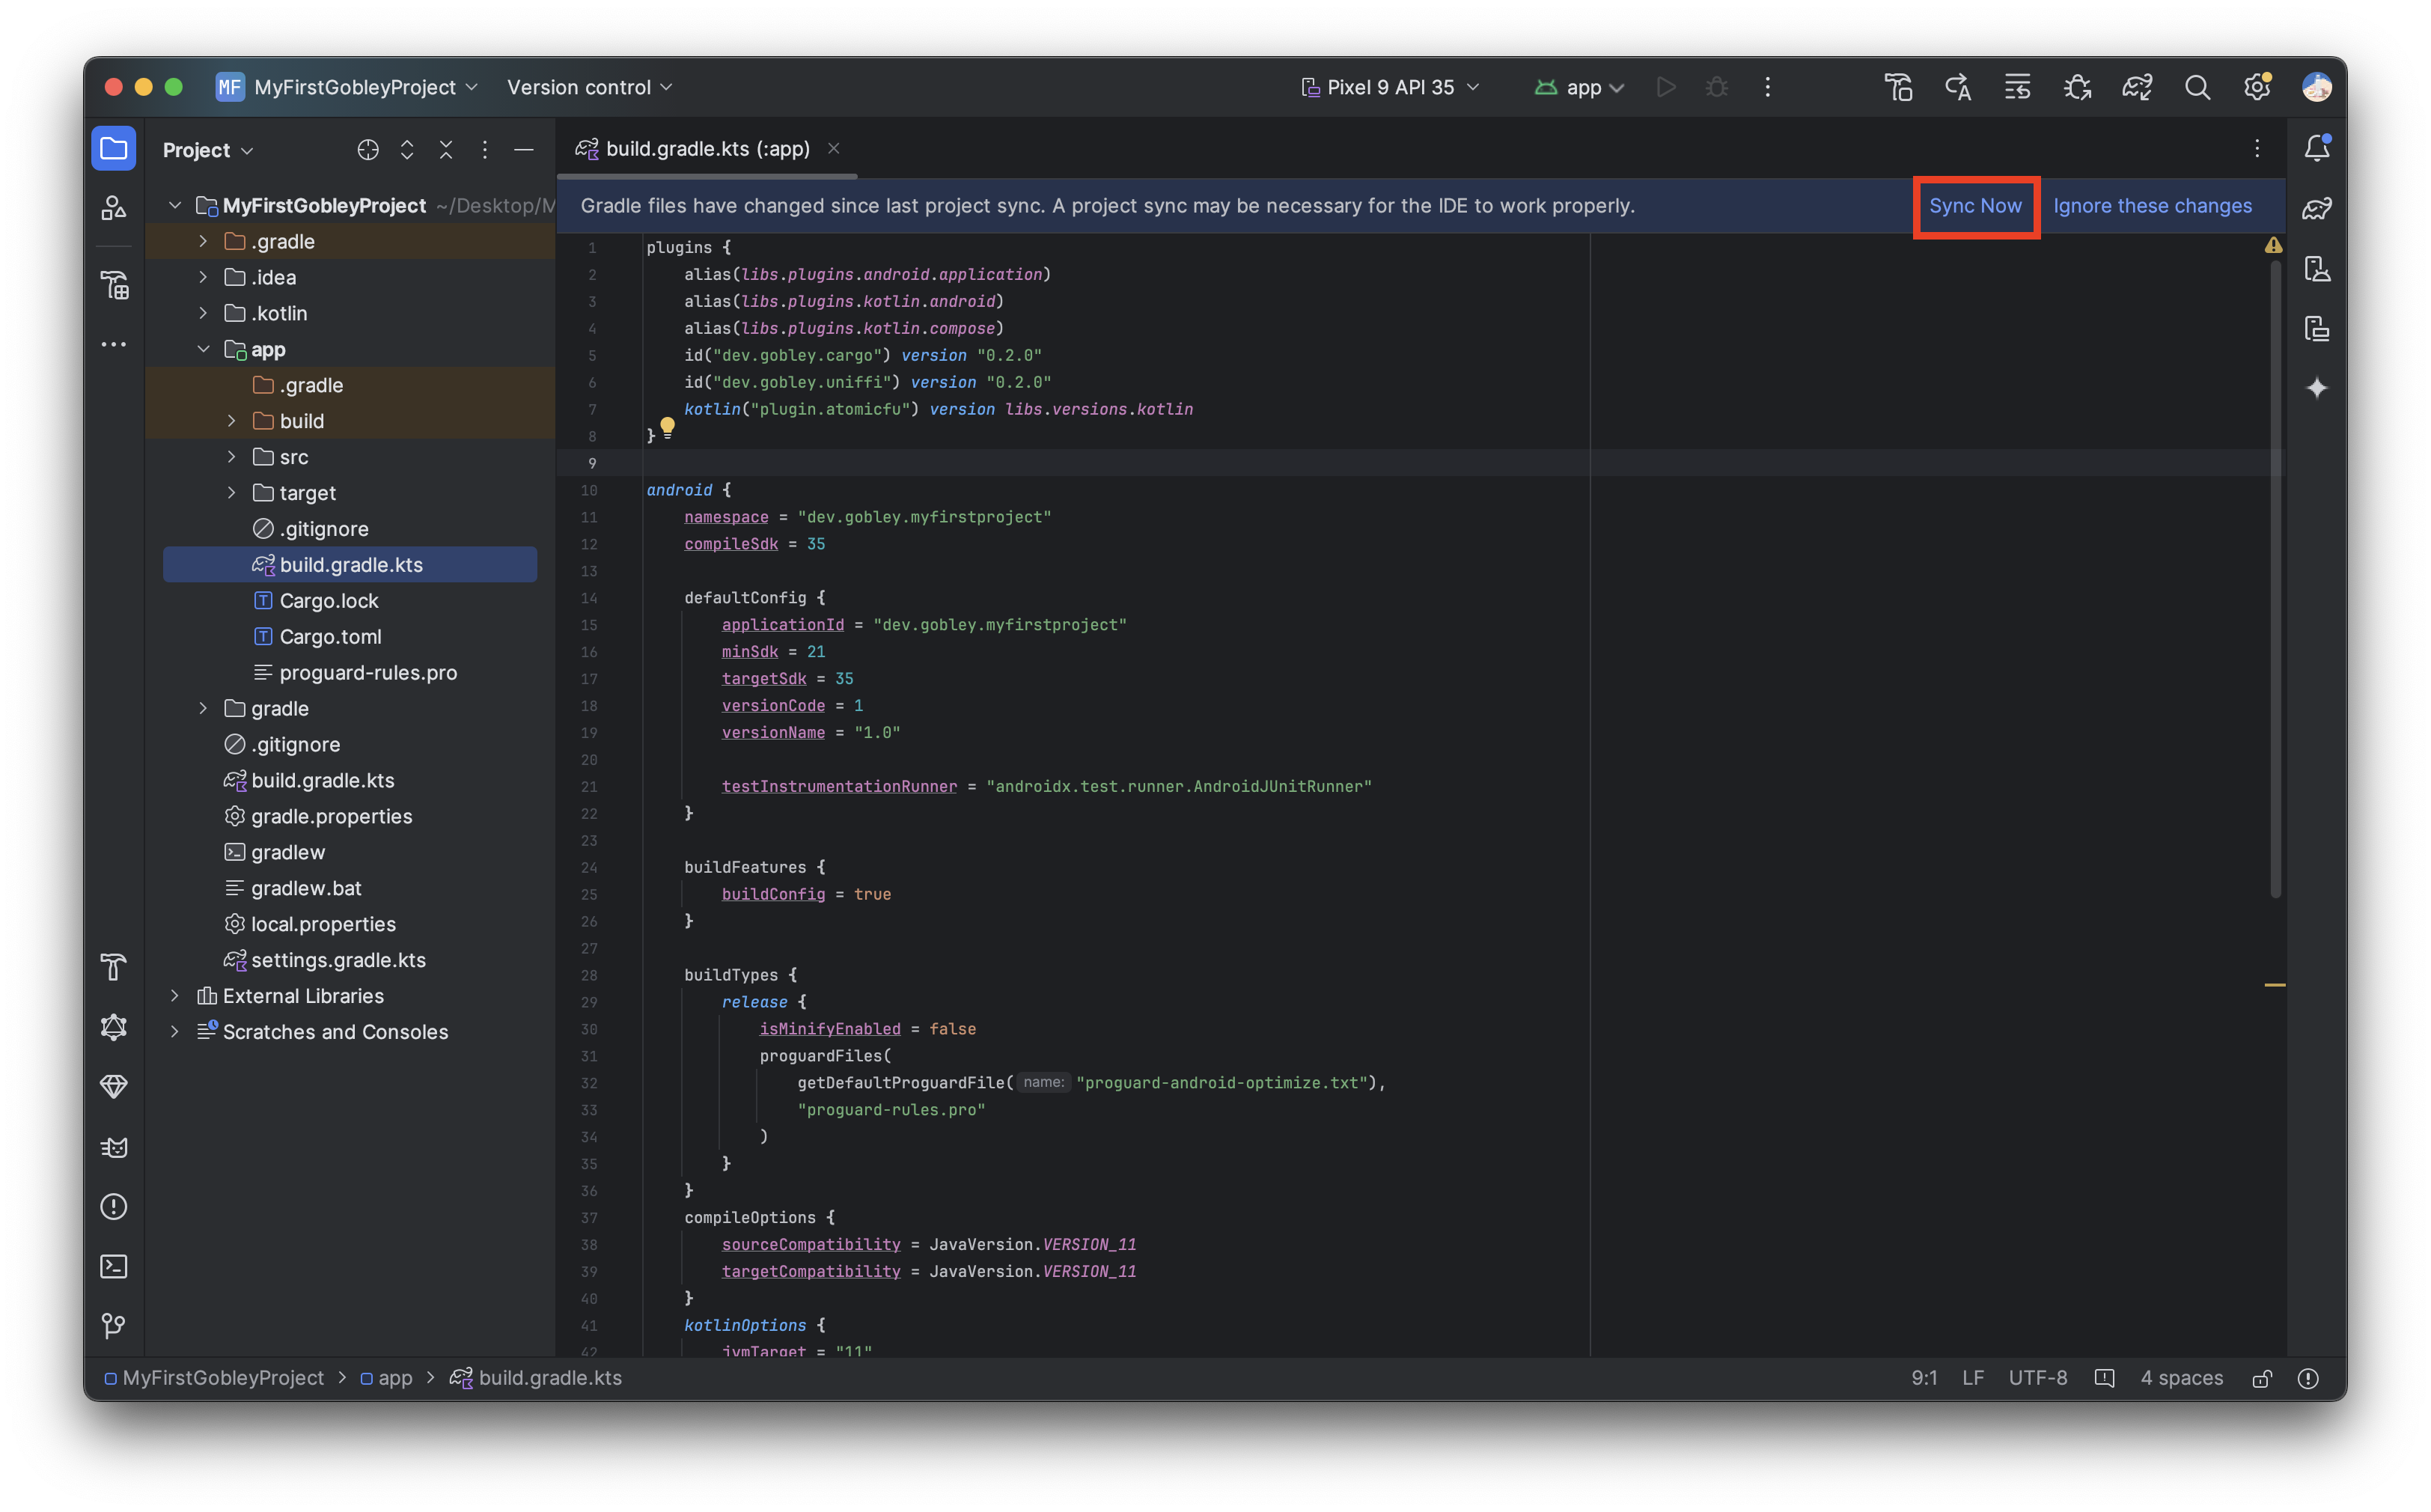 MF MyFirstGobleyProject Version control Pixel 9 API 35 app
Project
MyFirstGobleyProject ~/Desktop/M
.gradle
.idea
.kotlin
app
.gradle
build
src
target
.gitignore
build.gradle.kts
Cargo.lock
Cargo.toml
proguard-rules.pro
gradle
.gitignore
build.gradle.kts
gradle.properties
gradlew
gradlew.bat
local.properties
settings.gradle.kts
External Libraries
Scratches and Consoles
build.gradle.kts (:app)
Gradle files have changed since last project sync. A project sync may be necessary for the IDE to work properly. Sync Now Ignore these changes
1 plugins {
2 alias(libs.plugins.android.application)
3 alias(libs.plugins.kotlin.android)
4 alias(libs.plugins.kotlin.compose)
5 id("dev.gobley.cargo") version "0.2.0"
6 id("dev.gobley.uniffi") version "0.2.0"
7 kotlin("plugin.atomicfu") version libs.versions.kotlin
8 }
9
10 android {
11 namespace = "dev.gobley.myfirstproject"
12 compileSdk = 35
13
14 defaultConfig {
15 applicationId = "dev.gobley.myfirstproject"
16 minSdk = 21
17 targetSdk = 35
18 versionCode = 1
19 versionName = "1.0"
20
21 testInstrumentationRunner = "androidx.test.runner.AndroidJUnitRunner"
22 }
23
24 buildFeatures {
25 buildConfig = true
26 }
27
28 buildTypes {
29 release {
30 isMinifyEnabled = false
31 proguardFiles(
32 getDefaultProguardFile( name: "proguard-android-optimize.txt"),
33 "proguard-rules.pro"
34 )
35 }
36 }
37 compileOptions {
38 sourceCompatibility = JavaVersion.VERSION_11
39 targetCompatibility = JavaVersion.VERSION_11
40 }
41 kotlinOptions {
42 jvmTarget = "11"
MyFirstGobleyProject > app > build.gradle.kts 9:1 LF UTF-8 4 spaces